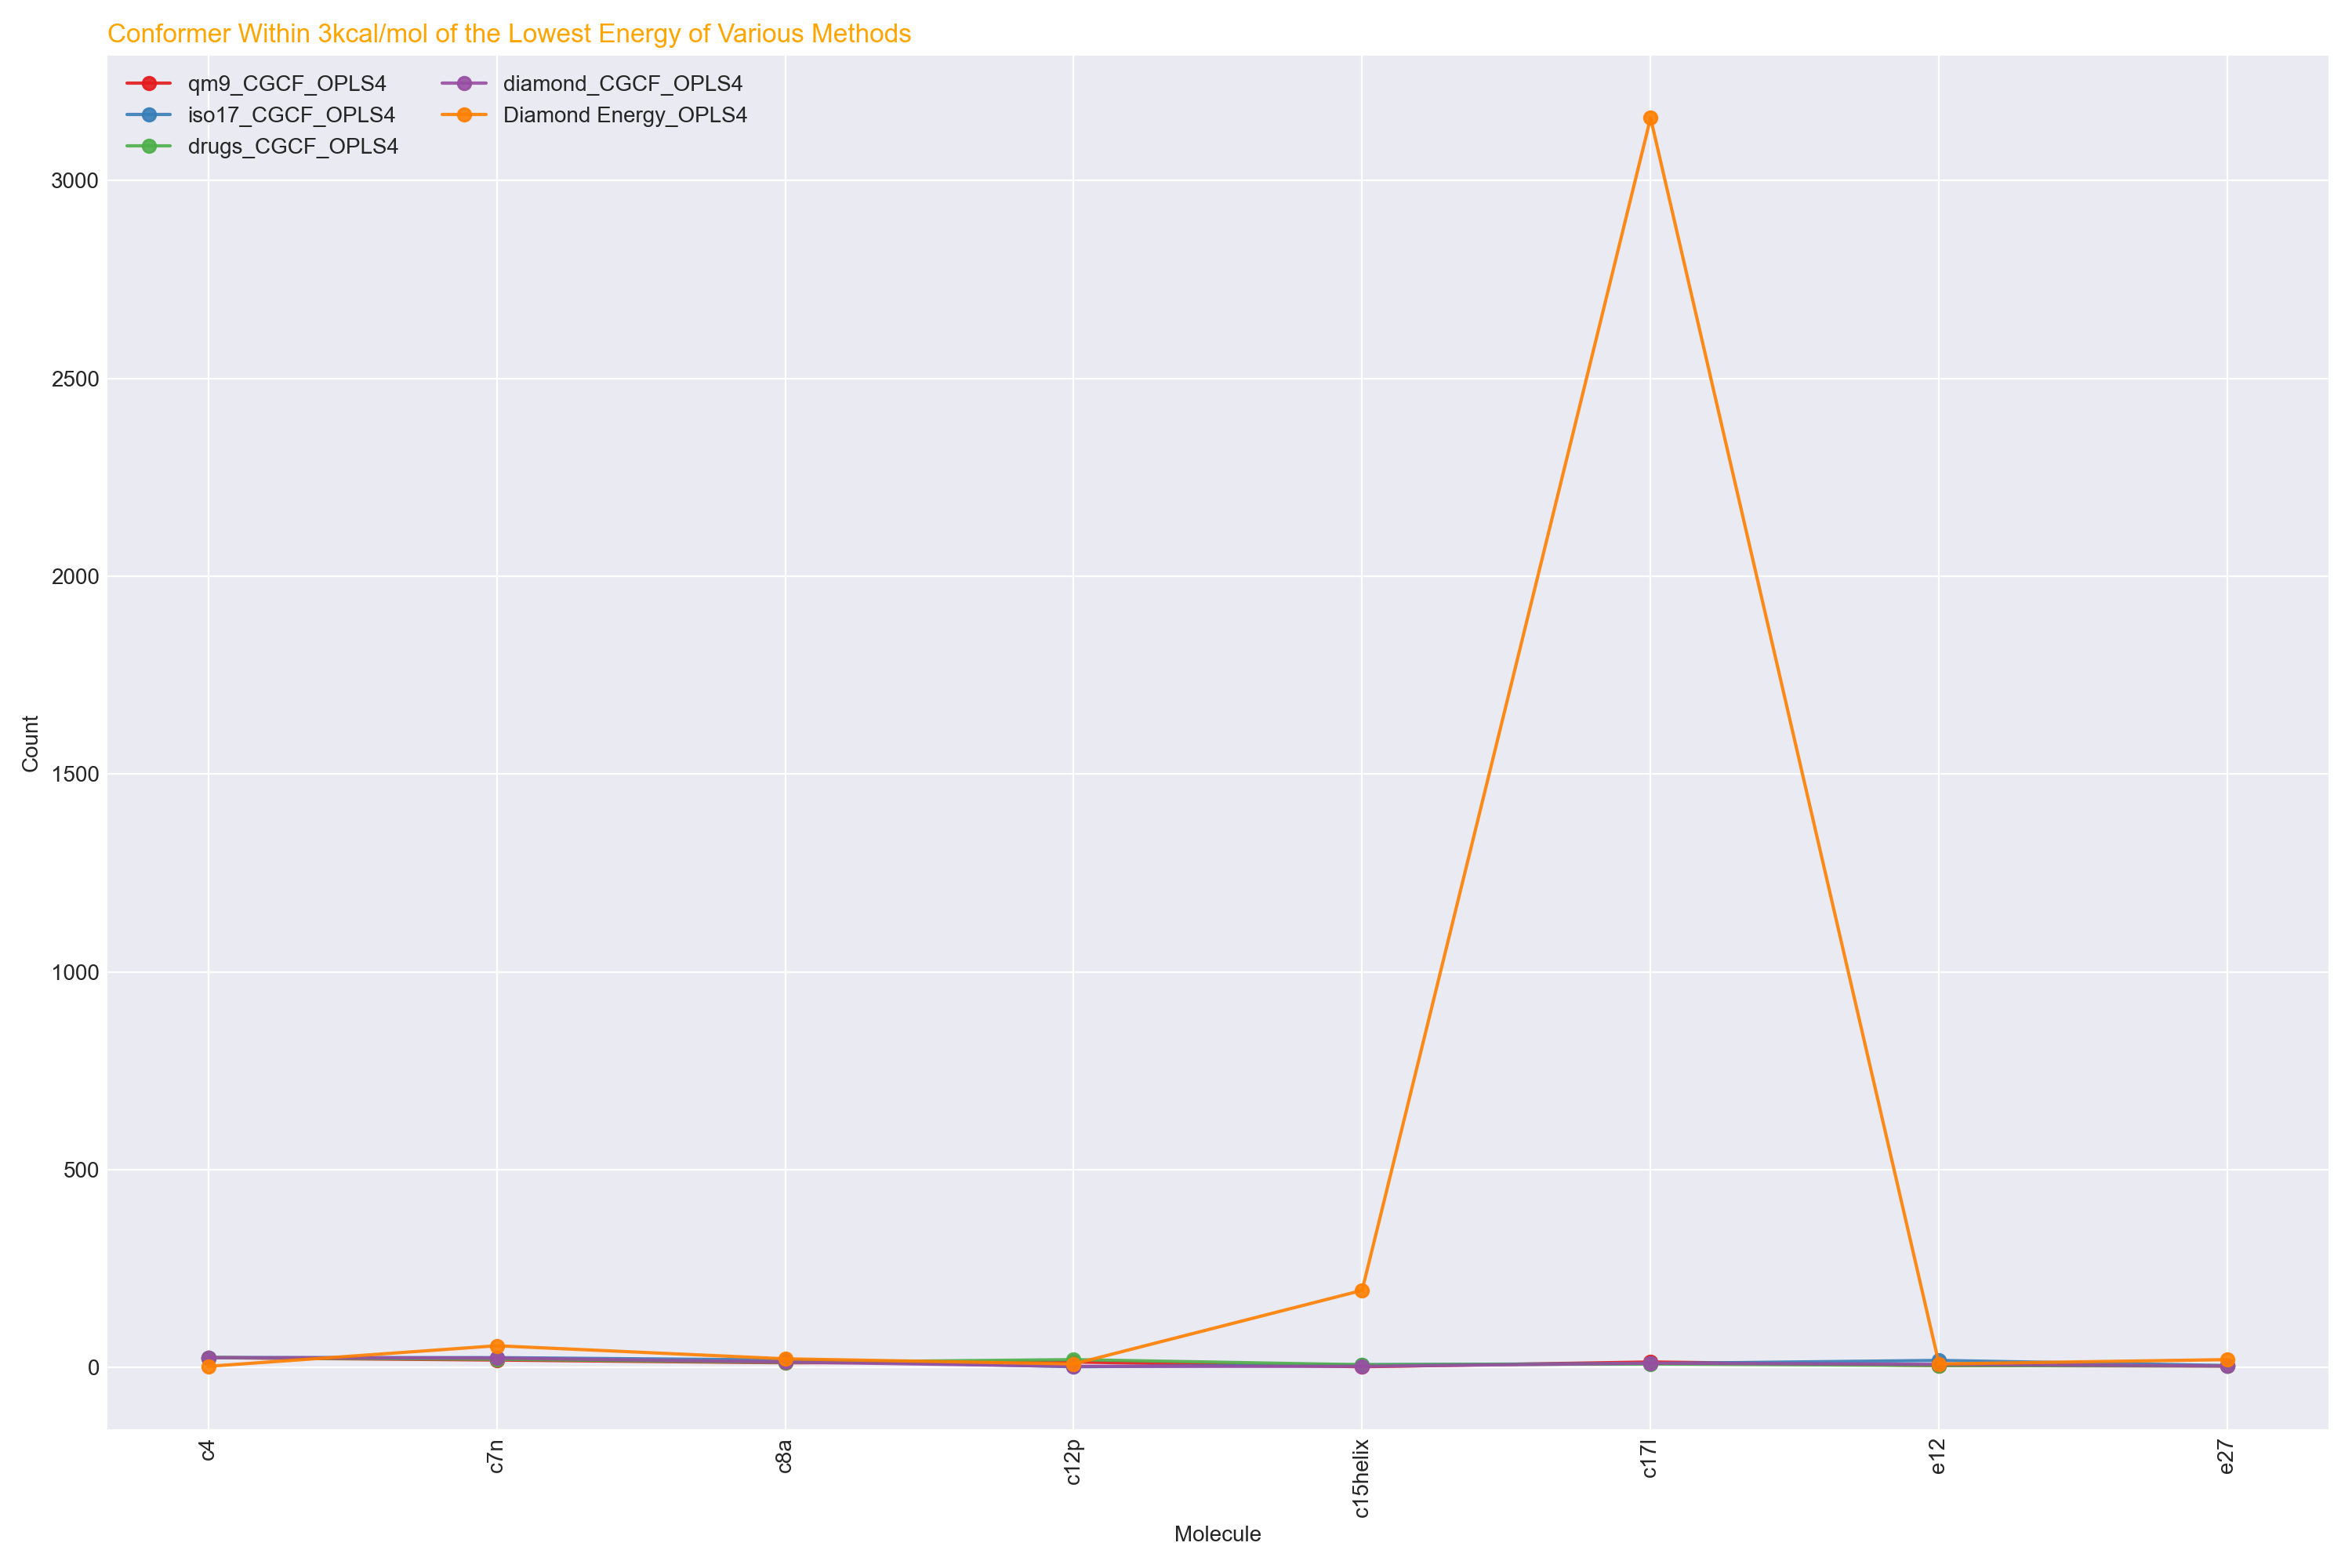 Conformer Within 3kcal/mol of the Lowest Energy of Various Methods
qm9_CGCF_OPLS4
iso17_CGCF_OPLS4
drugs_CGCF_OPLS4
diamond_CGCF_OPLS4
Diamond Energy_OPLS4
3000
2500
2000
1500
1000
500
0
Count
c4
c7n
c8a
c12p
c15helix
c17l
e12
e27
Molecule